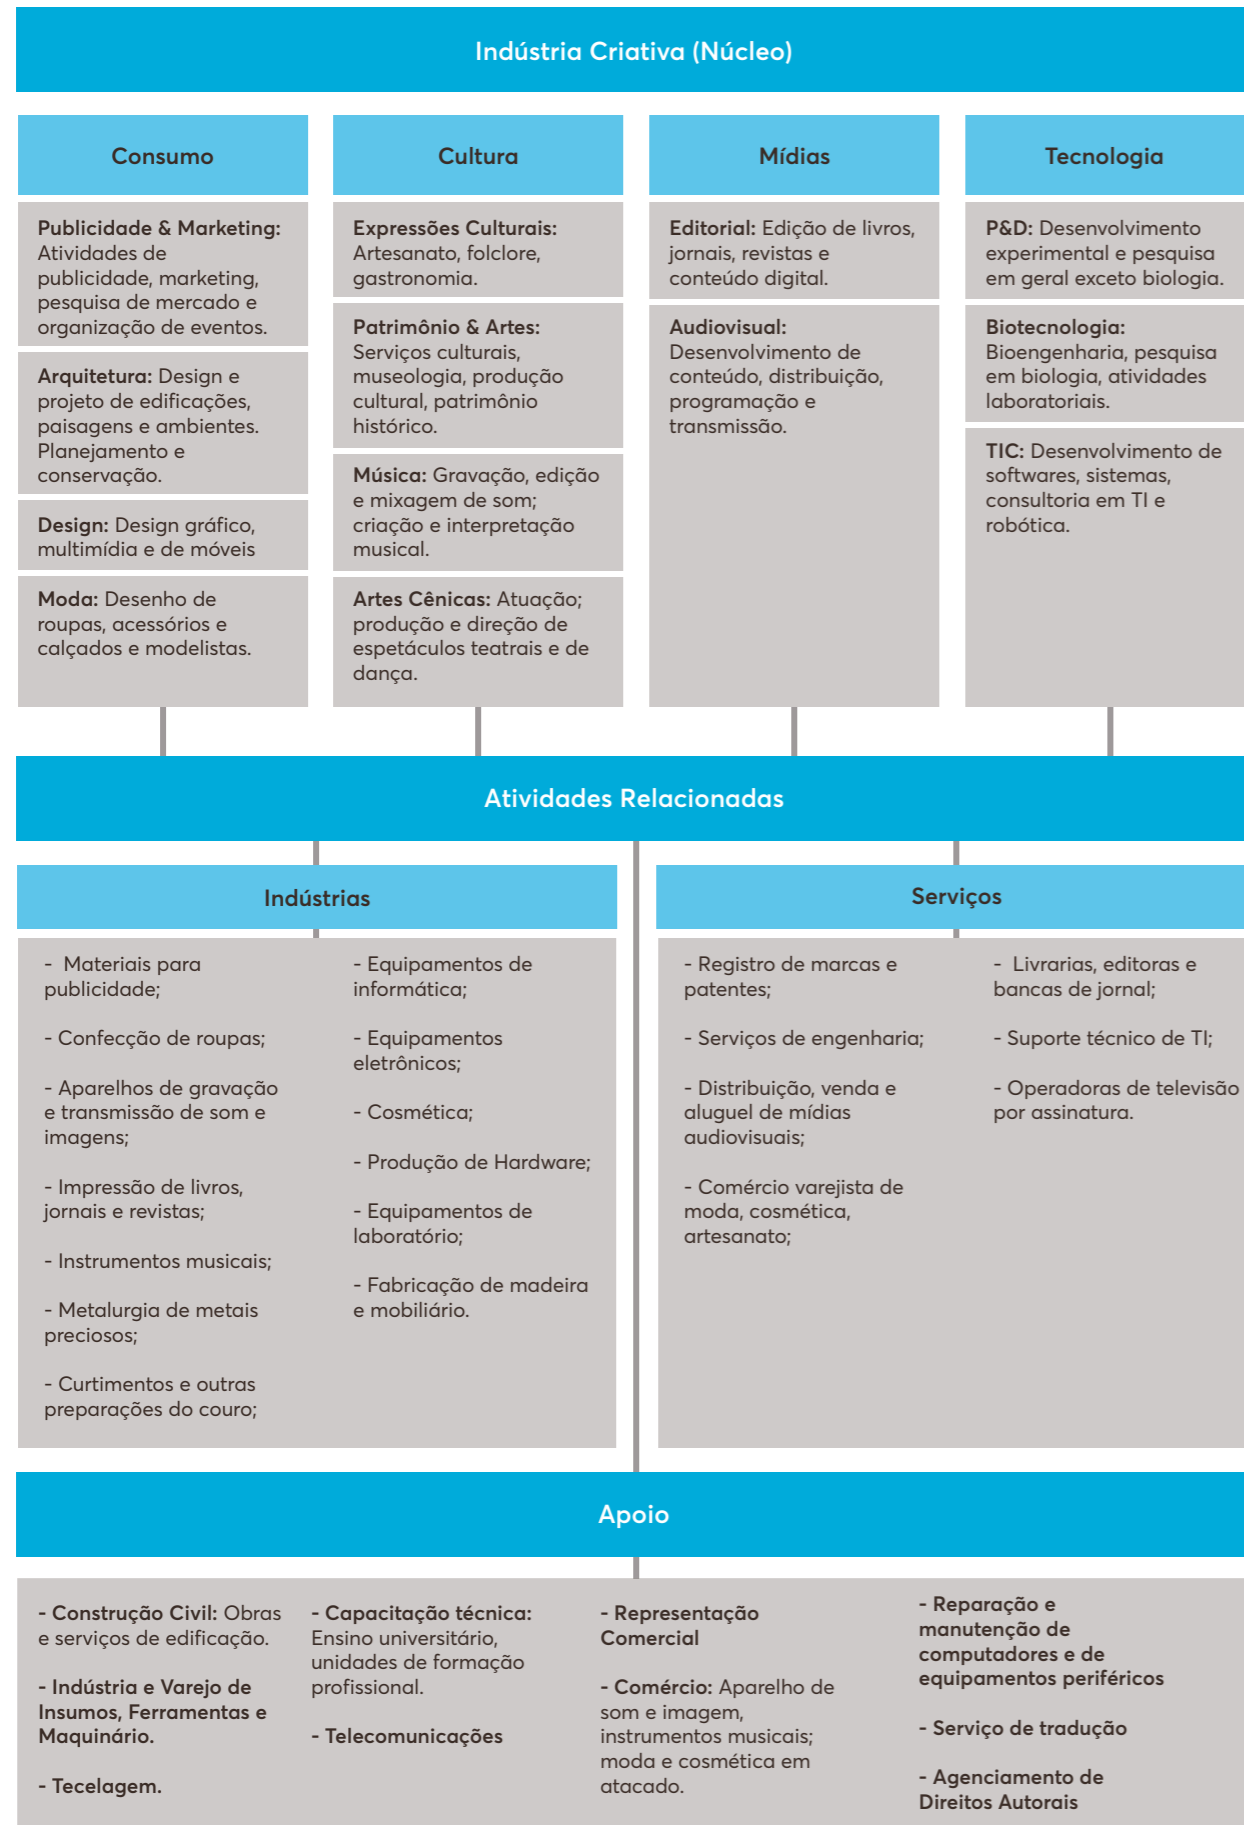 Indústria Criativa (Núcleo)
Consumo
Publicidade & Marketing:
Atividades de
publicidade, marketing,
pesquisa de mercado e
organização de eventos.
Arquitetura: Design e
projeto de edificações,
paisagens e ambientes.
Planejamento e
conservação.
Design: Design gráfico,
multimídia e de móveis
Moda: Desenho de
roupas, acessórios e
calçados e modelistas.
Cultura
Expressões Culturais:
Artesanato, folclore,
gastronomia.
Patrimônio & Artes:
Serviços culturais,
museologia, produção
cultural, patrimônio
histórico.
Música: Gravação, edição
e mixagem de som;
criação e interpretação
musical.
Artes Cênicas: Atuação;
produção e direção de
espetáculos teatrais e de
dança.
Mídias
Editorial: Edição de livros,
jornais, revistas e
conteúdo digital.
Audiovisual:
Desenvolvimento de
conteúdo, distribuição,
programação e
transmissão.
Tecnologia
P&D: Desenvolvimento
experimental e pesquisa
em geral exceto biologia.
Biotecnologia:
Bioengenharia, pesquisa
em biologia, atividades
laboratoriais.
TIC: Desenvolvimento de
softwares, sistemas,
consultoria em TI e
robótica.
Atividades Relacionadas
Indústrias
- Materiais para
publicidade;
- Confecção de roupas;
- Aparelhos de gravação
e transmissão de som e
imagens;
- Impressão de livros,
jornais e revistas;
- Instrumentos musicais;
- Metalurgia de metais
preciosos;
- Curtimentos e outras
preparações do couro;
- Equipamentos de
informática;
- Equipamentos
eletrônicos;
- Cosmética;
- Produção de Hardware;
- Equipamentos de
laboratório;
- Fabricação de madeira
e mobiliário.
Serviços
- Registro de marcas e
patentes;
- Serviços de engenharia;
- Distribuição, venda e
aluguel de mídias
audiovisuais;
- Comércio varejista de
moda, cosmética,
artesanato;
- Livrarias, editoras e
bancas de jornal;
- Suporte técnico de TI;
- Operadoras de televisão
por assinatura.
Apoio
- Construção Civil: Obras
e serviços de edificação.
- Indústria e Varejo de
Insumos, Ferramentas e
Maquinário.
- Tecelagem.
- Capacitação técnica:
Ensino universitário,
unidades de formação
profissional.
- Telecomunicações
- Representação
Comercial
- Comércio: Aparelho de
som e imagem,
instrumentos musicais;
moda e cosmética em
atacado.
- Reparação e
manutenção de
computadores e de
equipamentos periféricos
- Serviço de tradução
- Agenciamento de
Direitos Autorais